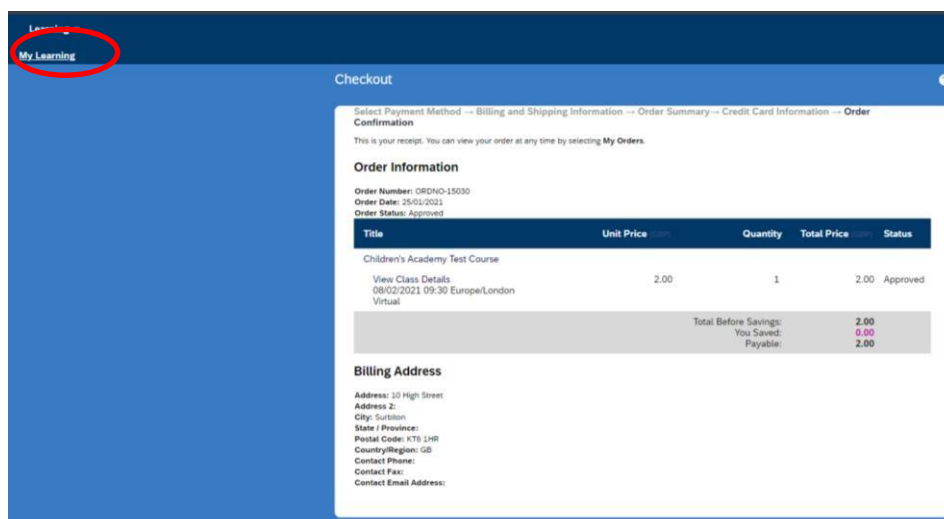 Learning
My Learning
Checkout
Select Payment Method → Billing and Shipping Information → Order Summary → Credit Card Information → Order
Confirmation
This is your receipt. You can view your order at any time by selecting My Orders.
Order Information
Order Number: ORDNO-15030
Order Date: 25/01/2021
Order Status: Approved
Title Unit Price (GBP) Quantity Total Price (GBP) Status
Children's Academy Test Course
View Class Details 2.00 1 2.00 Approved
08/02/2021 09:30 Europe/London
Virtual
Total Before Savings: 2.00
You Saved: 0.00
Payable: 2.00
Billing Address
Address: 10 High Street
Address 2:
City: Surbiton
State / Province:
Postal Code: KT6 1HR
Country/Region: GB
Contact Phone:
Contact Fax:
Contact Email Address: